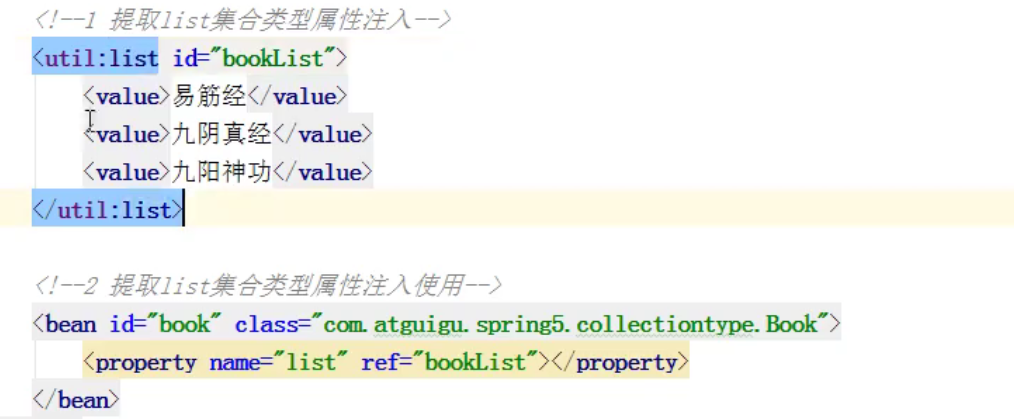 <!--1 提取list集合类型属性注入-->
<util:list id="bookList">
<value>易筋经</value>
<value>九阴真经</value>
<value>九阳神功</value>
</util:list>
<!--2 提取list集合类型属性注入使用-->
<bean id="book" class="com.atguigu.spring5.collectiontype.Book">
<property name="list" ref="bookList"></property>
</bean>